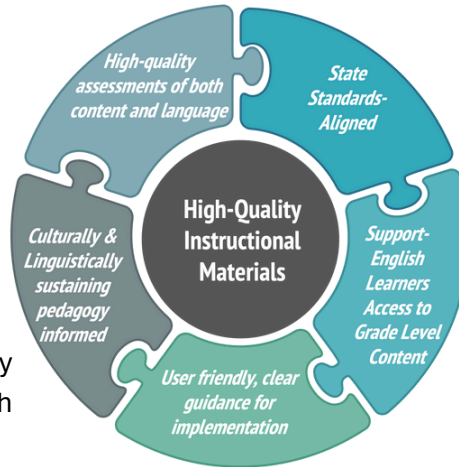 High-quality
assessments of both
content and language
State
Standards-
Aligned
High-Quality
Instructional
Materials
Culturally &
Linguistically
sustaining
pedagogy
informed
Support-
English
Learners
Access to
Grade Level
Content
User friendly, clear
guidance for
implementation
y
h